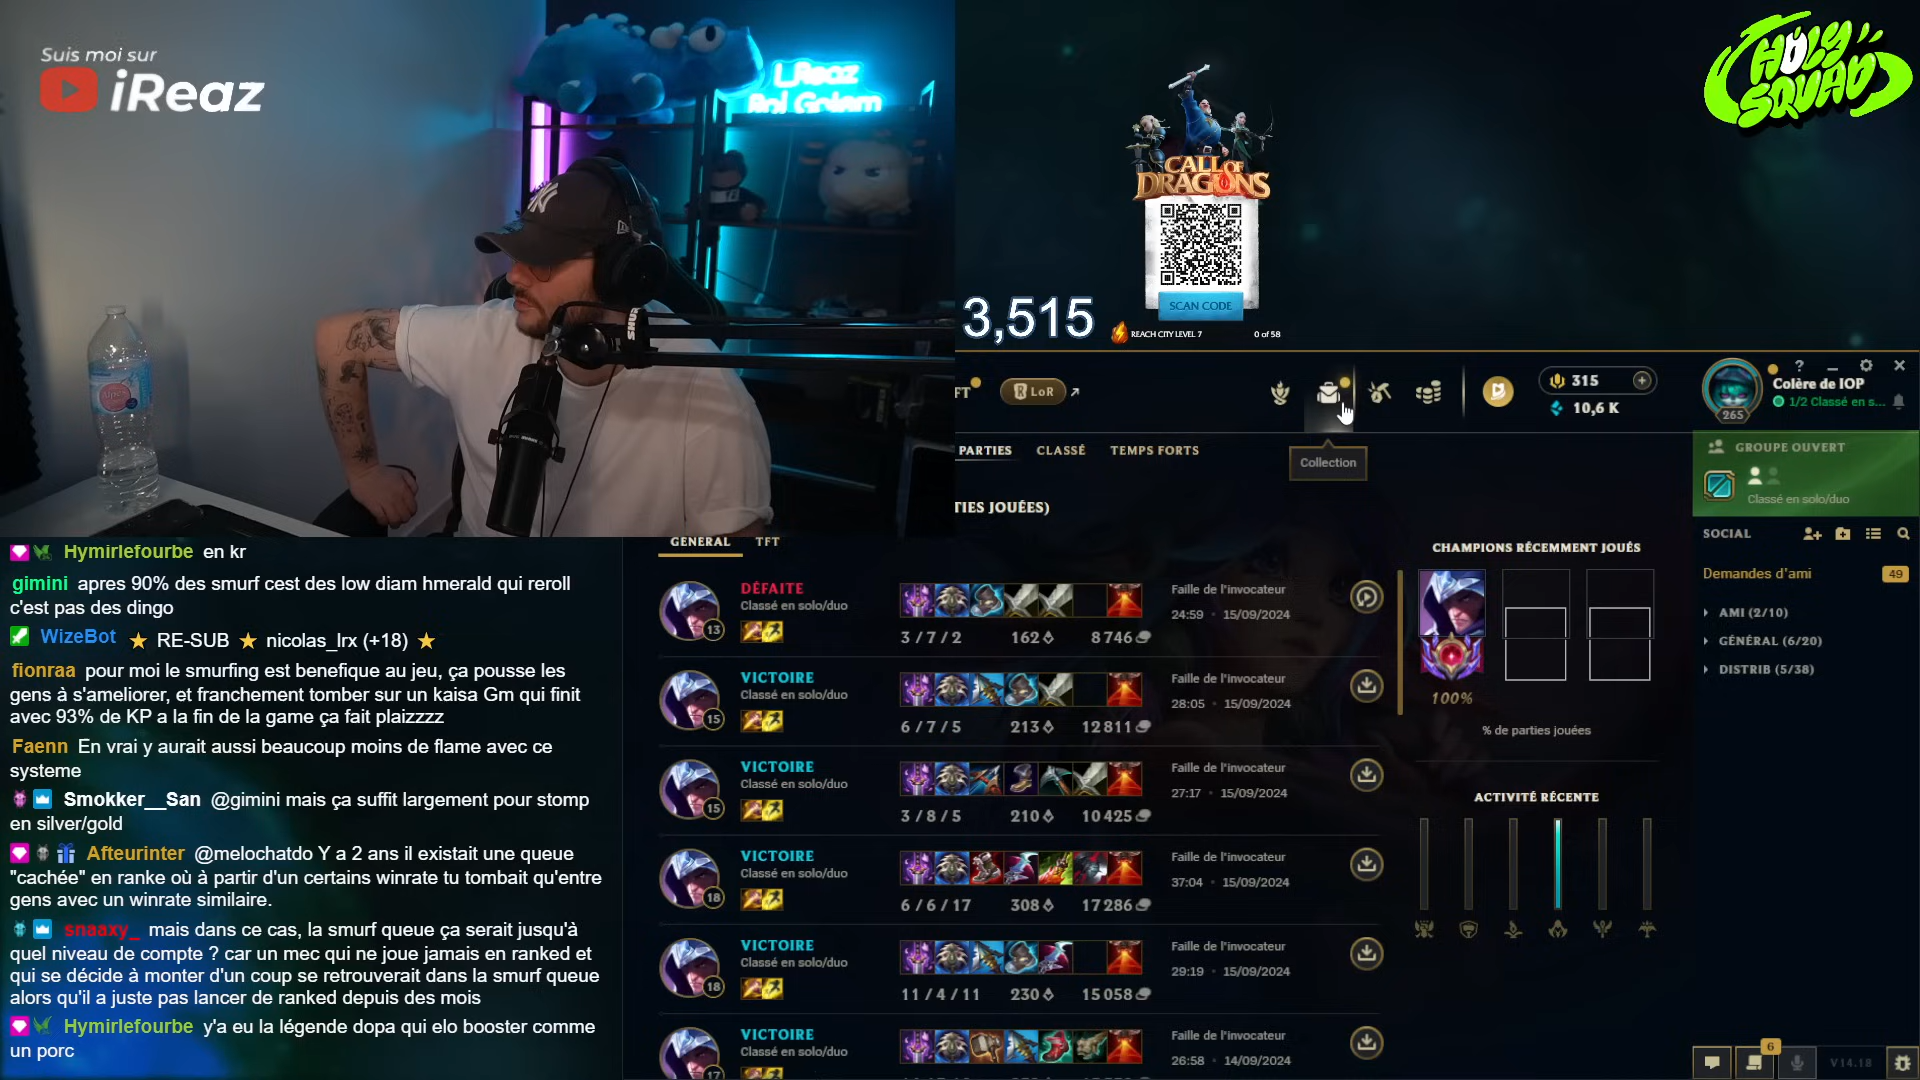 Suis moi sur
iReaz
I_Reaz
HOLY
SQUAD
CALL OF
DRAGONS
SCAN CODE
3,515
REACH CITY LEVEL 7
0 of 58
FT
LoR
315
10,6 K
Colère de IOP
1/2 Classé en s...
265
PARTIES
CLASSÉ
TEMPS FORTS
Collection
GROUPE OUVERT
Classé en solo/duo
TIES JOUÉES)
SOCIAL
Demandes d'ami
49
AMI (2/10)
GÉNÉRAL (6/20)
DISTRIB (5/38)
GÉNÉRAL
TFT
DÉFAITE
Classé en solo/duo
13
3 / 7 / 2
162
8 746
Faille de l'invocateur
24:59 • 15/09/2024
VICTOIRE
Classé en solo/duo
15
6 / 7 / 5
213
12 811
Faille de l'invocateur
28:05 • 15/09/2024
VICTOIRE
Classé en solo/duo
15
3 / 8 / 5
210
10 425
Faille de l'invocateur
27:17 • 15/09/2024
VICTOIRE
Classé en solo/duo
18
6 / 6 / 17
308
17 286
Faille de l'invocateur
37:04 • 15/09/2024
VICTOIRE
Classé en solo/duo
18
11 / 4 / 11
230
15 058
Faille de l'invocateur
29:19 • 15/09/2024
VICTOIRE
Classé en solo/duo
17
Faille de l'invocateur
26:58 • 14/09/2024
CHAMPIONS RÉCEMMENT JOUÉS
100%
% de parties jouées
ACTIVITÉ RÉCENTE
6
V14.18
Hymirlefourbe en kr
gimini apres 90% des smurf cest des low diam hmerald qui reroll
c'est pas des dingo
WizeBot ★ RE-SUB ★ nicolas_lrx (+18) ★
fionraa pour moi le smurfing est benefique au jeu, ça pousse les
gens à s'ameliorer, et franchement tomber sur un kaisa Gm qui finit
avec 93% de KP a la fin de la game ça fait plaizzzz
Faenn En vrai y aurait aussi beaucoup moins de flame avec ce
systeme
Smokker__San @gimini mais ça suffit largement pour stomp
en silver/gold
Afteurinter @melochatdo Y a 2 ans il existait une queue
"cachée" en ranke où à partir d'un certains winrate tu tombait qu'entre
gens avec un winrate similaire.
snaaxy_ mais dans ce cas, la smurf queue ça serait jusqu'à
quel niveau de compte ? car un mec qui ne joue jamais en ranked et
qui se décide à monter d'un coup se retrouverait dans la smurf queue
alors qu'il a juste pas lancer de ranked depuis des mois
Hymirlefourbe y'a eu la légende dopa qui elo booster comme
un porc